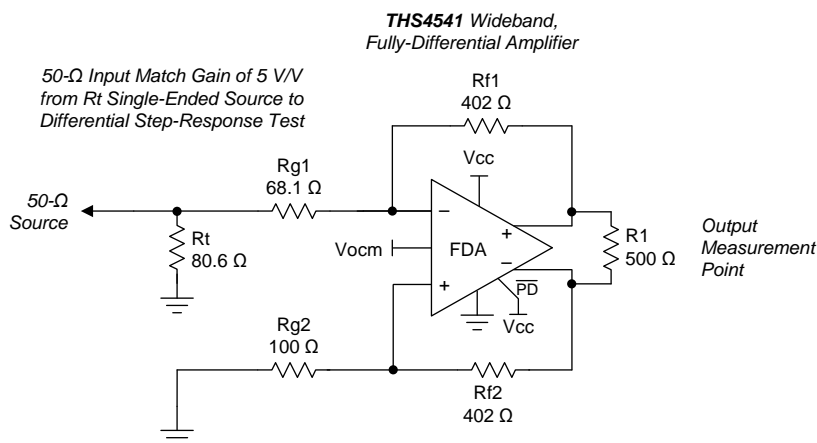 THS4541 Wideband,
Fully-Differential Amplifier
50-Ω Input Match Gain of 5 V/V
from Rt Single-Ended Source to
Differential Step-Response Test
Rf1
402 Ω
Vcc
Rg1
68.1 Ω
50-Ω
Source
Rt
80.6 Ω
−
+
Vocm
FDA
+
−
R1
500 Ω
Output
Measurement
Point
PD
Vcc
Rg2
100 Ω
Rf2
402 Ω